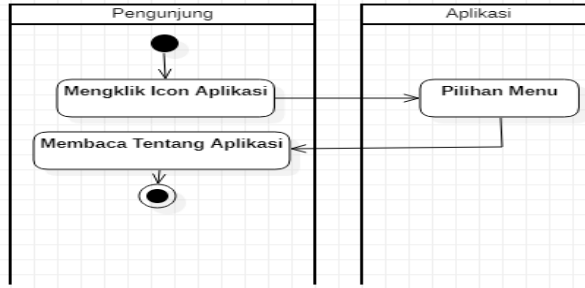 Pengunjung
Aplikasi
Mengklik Icon Aplikasi
Pilihan Menu
Membaca Tentang Aplikasi